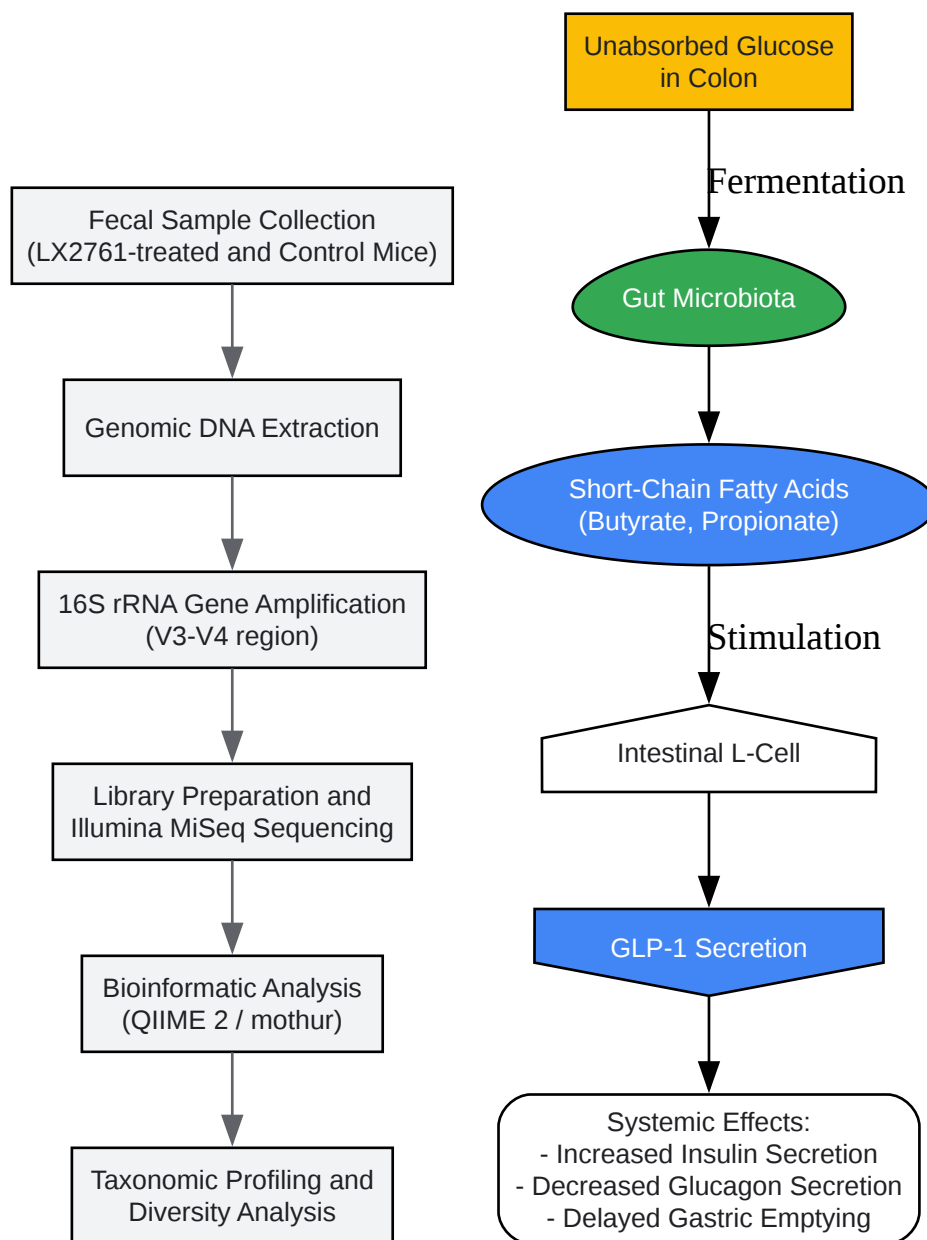 Fecal Sample Collection
(LX2761-treated and Control Mice)
Genomic DNA Extraction
16S rRNA Gene Amplification
(V3-V4 region)
Library Preparation and
Illumina MiSeq Sequencing
Bioinformatic Analysis
(QIIME 2 / mothur)
Taxonomic Profiling and
Diversity Analysis
Unabsorbed Glucose
in Colon
Fermentation
Gut Microbiota
Short-Chain Fatty Acids
(Butyrate, Propionate)
Stimulation
Intestinal L-Cell
GLP-1 Secretion
Systemic Effects:
- Increased Insulin Secretion
- Decreased Glucagon Secretion
- Delayed Gastric Emptying